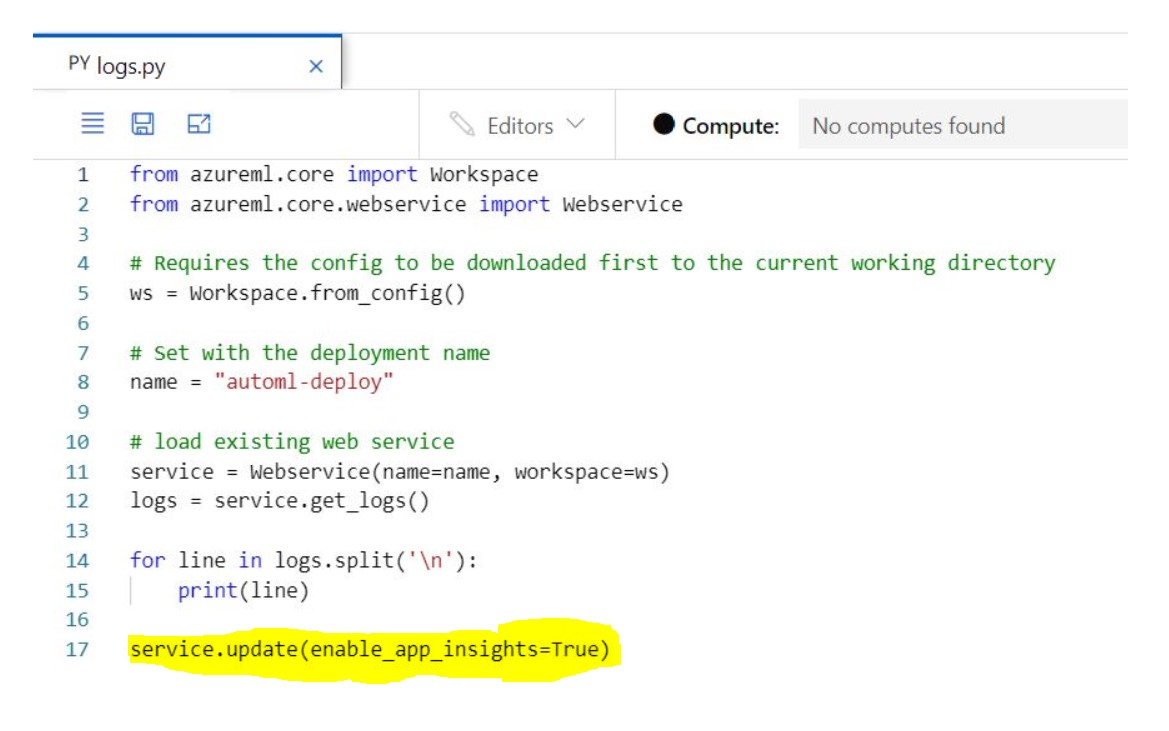 PY logs.py ×
Editors Compute: No computes found
1 from azureml.core import Workspace
2 from azureml.core.webservice import Webservice
3
4 # Requires the config to be downloaded first to the current working directory
5 ws = Workspace.from_config()
6
7 # Set with the deployment name
8 name = "automl-deploy"
9
10 # load existing web service
11 service = Webservice(name=name, workspace=ws)
12 logs = service.get_logs()
13
14 for line in logs.split('\n'):
15     print(line)
16
17 service.update(enable_app_insights=True)